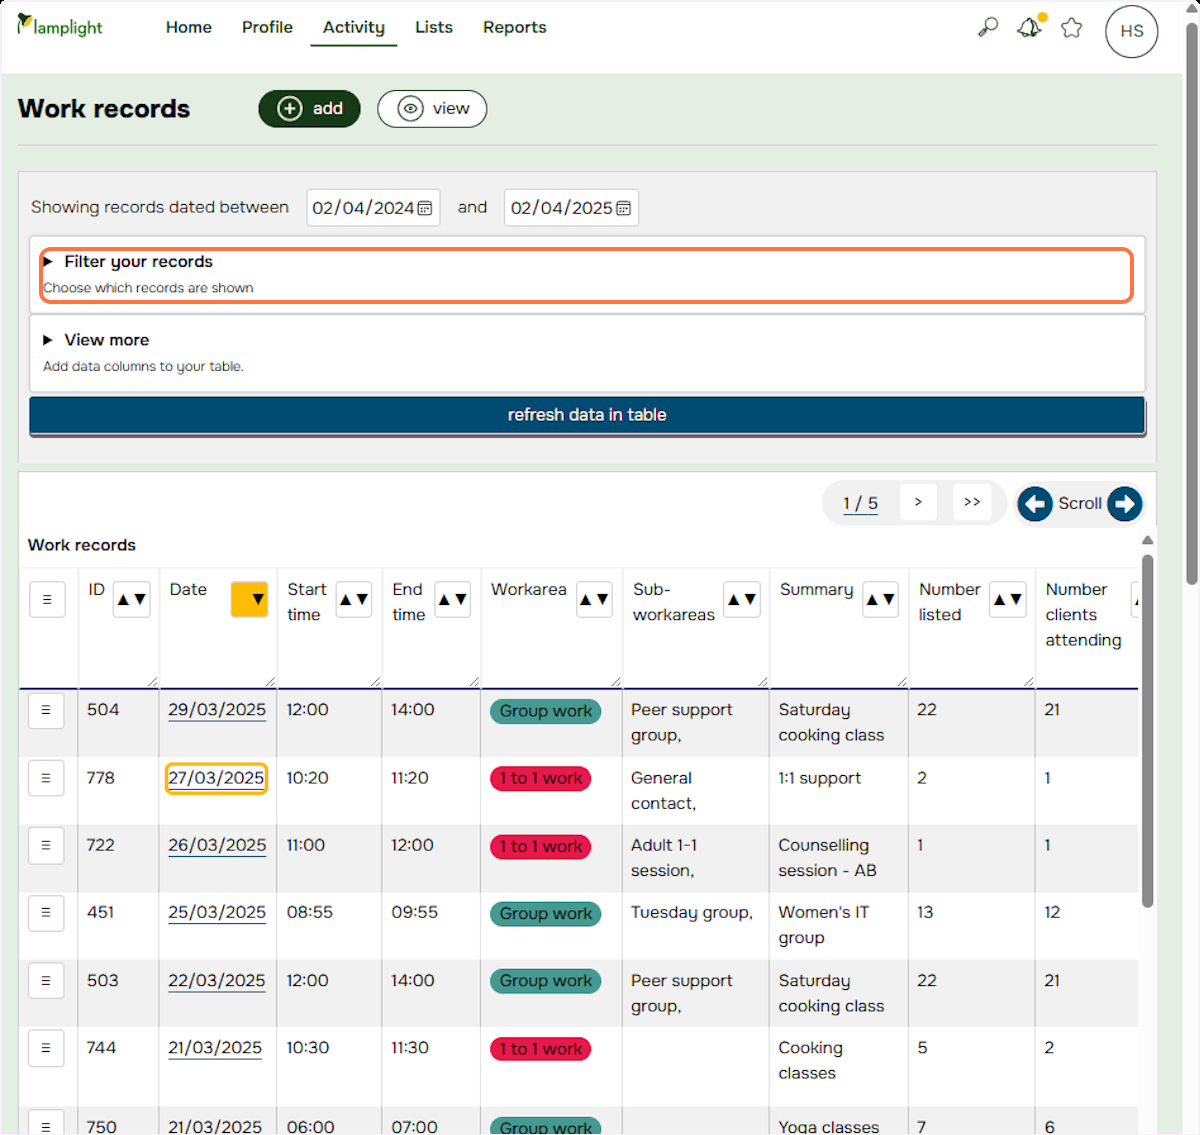 lamplight Home Profile Activity Lists Reports HS
Work records add view
Showing records dated between 02/04/2024 and 02/04/2025
Filter your records
Choose which records are shown
View more
Add data columns to your table.
refresh data in table
1 / 5 > >> Scroll
Work records
ID Date Start time End time Workarea Sub-workareas Summary Number listed Number clients attending
504 29/03/2025 12:00 14:00 Group work Peer support group, Saturday cooking class 22 21
778 27/03/2025 10:20 11:20 1 to 1 work General contact, 1:1 support 2 1
722 26/03/2025 11:00 12:00 1 to 1 work Adult 1-1 session, Counselling session - AB 1 1
451 25/03/2025 08:55 09:55 Group work Tuesday group, Women's IT group 13 12
503 22/03/2025 12:00 14:00 Group work Peer support group, Saturday cooking class 22 21
744 21/03/2025 10:30 11:30 1 to 1 work Cooking classes 5 2
750 21/03/2025 06:00 07:00 Group work Yoga classes 7 6